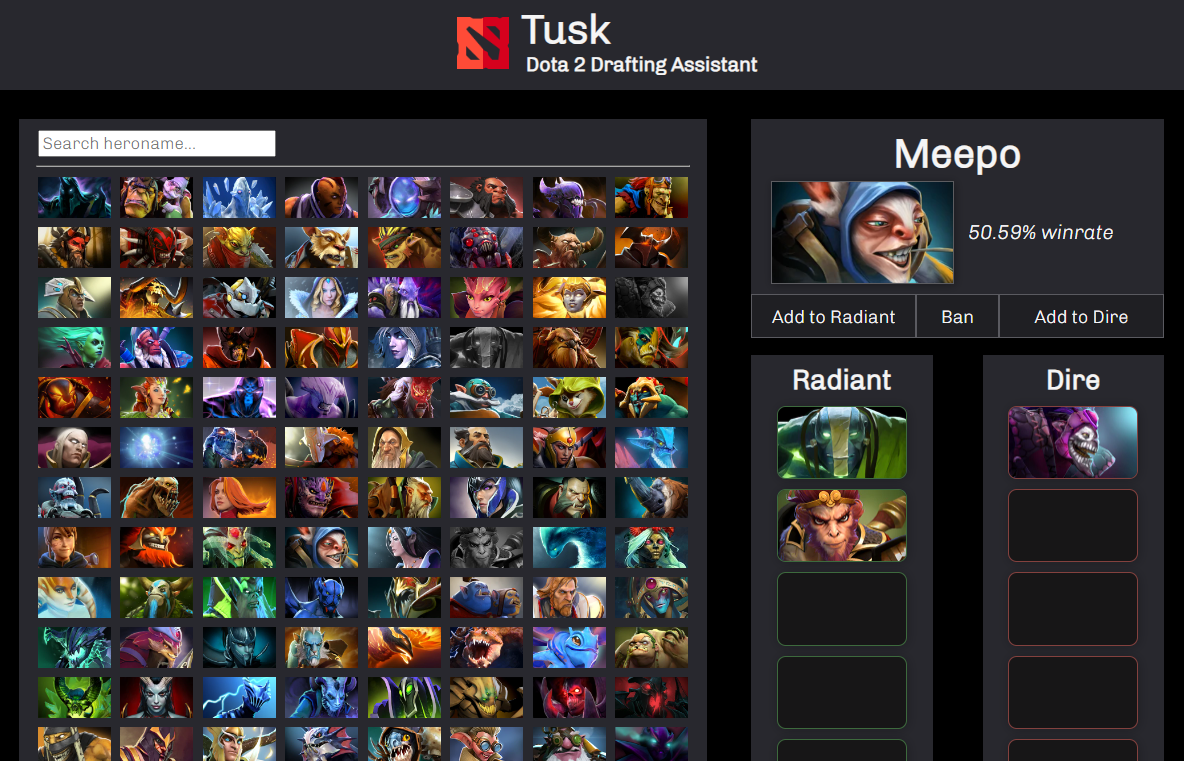 Tusk
Dota 2 Drafting Assistant
Search heroname...
Meepo
50.59% winrate
Add to Radiant
Ban
Add to Dire
Radiant
Dire